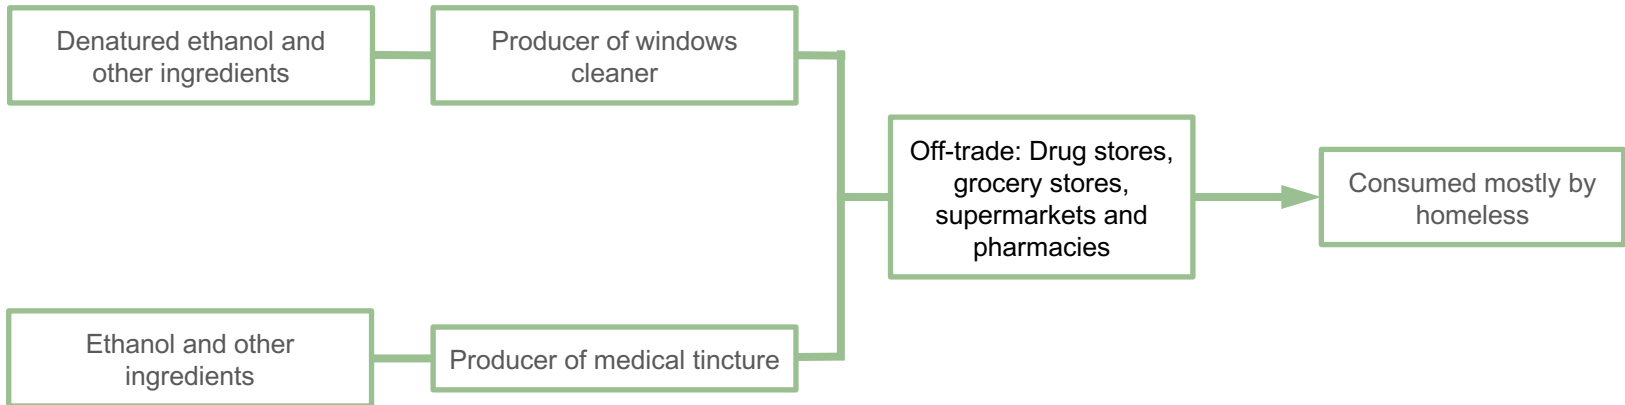 Denatured ethanol and
other ingredients
Producer of windows
cleaner
Off-trade: Drug stores,
grocery stores,
supermarkets and
pharmacies
Consumed mostly by
homeless
Ethanol and other
ingredients
Producer of medical tincture